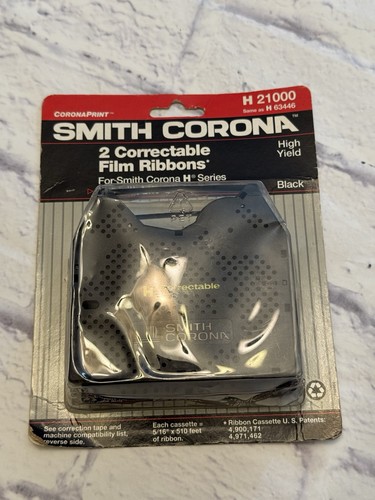 H 21000
CORONAPRINT™
Same as H 63446
SMITH CORONA™
2 Correctable
Film Ribbons*
High
Yield
For Smith Corona H® Series
Black
rectable
SMITH
CORONA
See correction tape and
machine compatibility list,
reverse side.
Each cassette =
5/16" x 510 feet
of ribbon.
• Ribbon Cassette U.S. Patents:
4,900,171
4,971,462